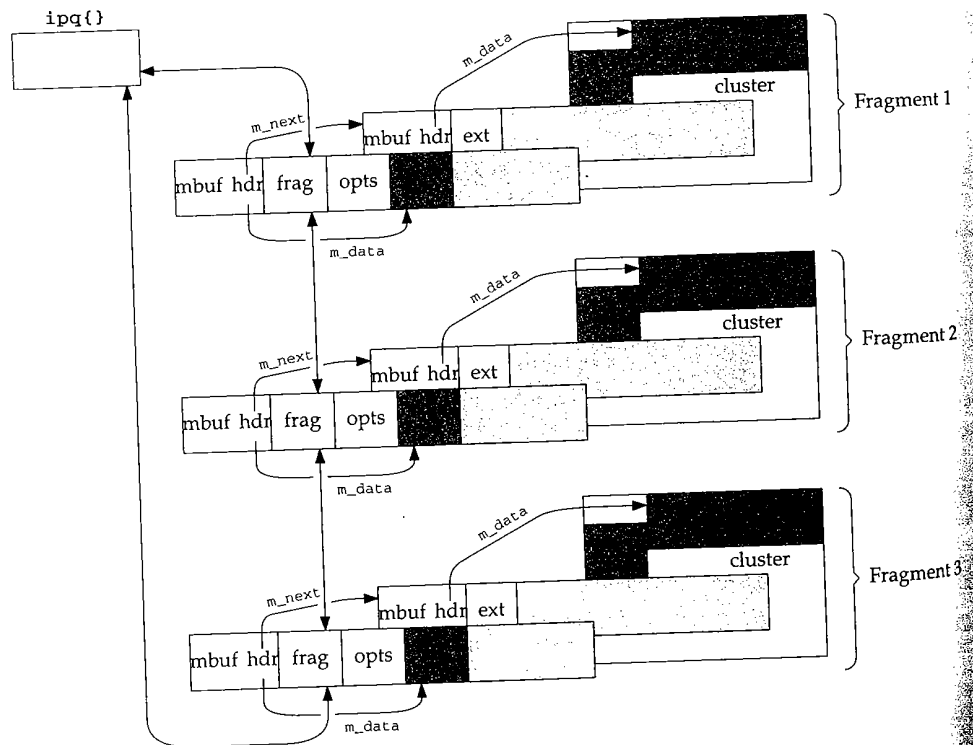 ipq{}
m_data
cluster
Fragment 1
m_next
mbuf hdr ext
mbuf hdr frag opts
m_data
m_data
cluster
Fragment 2
m_next
mbuf hdr ext
mbuf hdr frag opts
m_data
m_data
cluster
Fragment 3
m_next
mbuf hdr ext
mbuf hdr frag opts
m_data